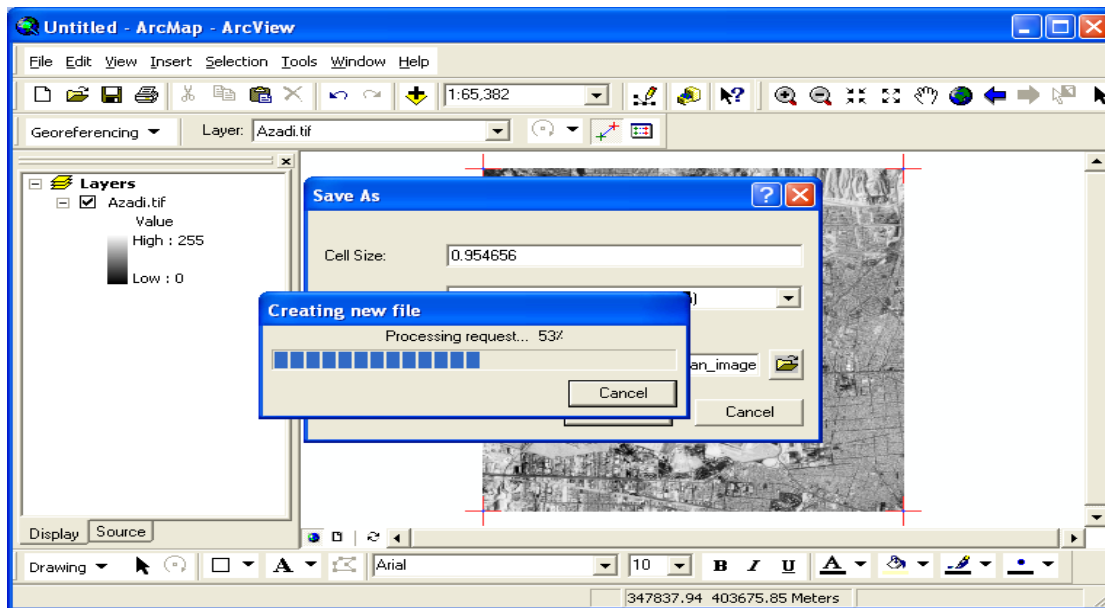 Untitled - ArcMap - ArcView
File Edit View Insert Selection Tools Window Help
1:65,382
Georeferencing Layer: Azadi.tif
Layers
Azadi.tif
Value
High : 255
Low : 0
Save As
Cell Size: 0.954656
Creating new file
Processing request... 53%
Cancel
an_image
Cancel
Display Source
Drawing A Arial 10 B I U A
347837.94 403675.85 Meters